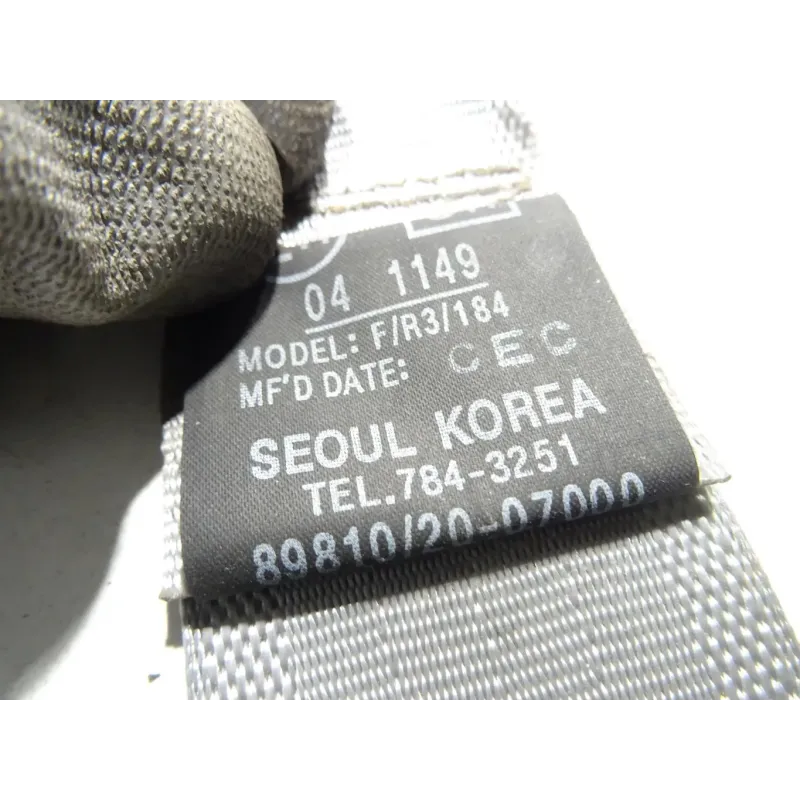 04 1149
MODEL: F/R3/184
MF'D DATE: CEC
SEOUL KOREA
TEL.784-3251
89810/20-07000